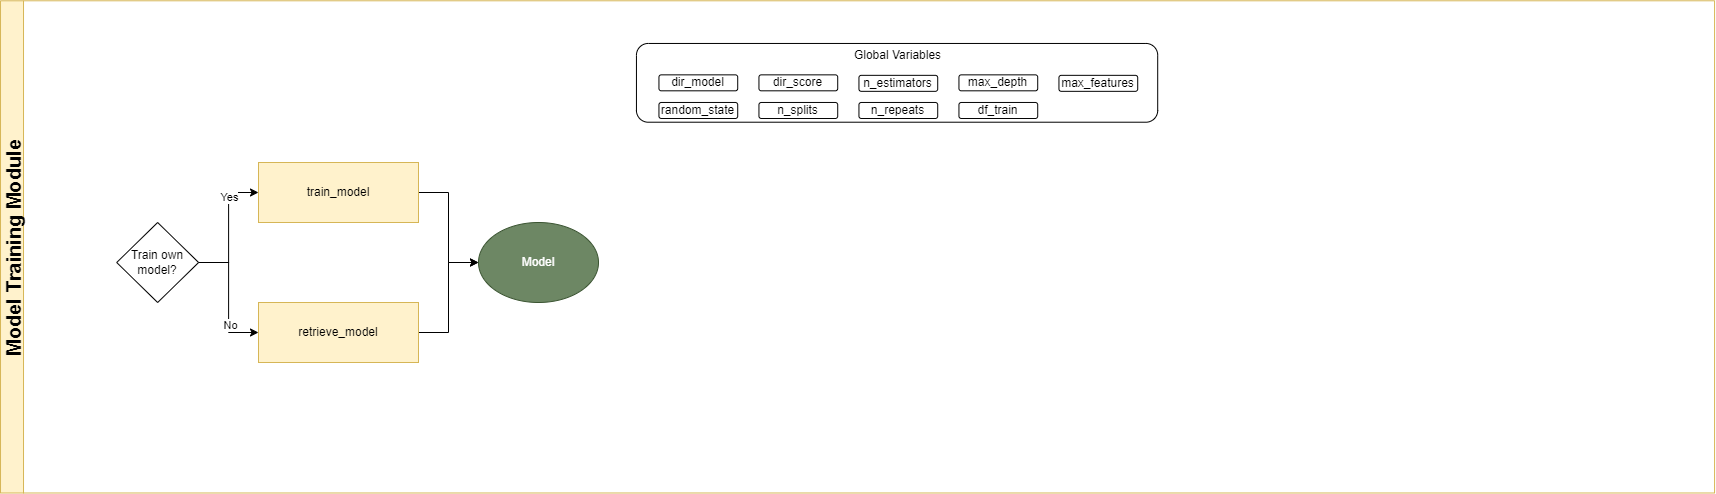 Model Training Module
Global Variables
dir_model
dir_score
n_estimators
max_depth
max_features
random_state
n_splits
n_repeats
df_train
Yes
train_model
Train own
model?
Model
No
retrieve_model